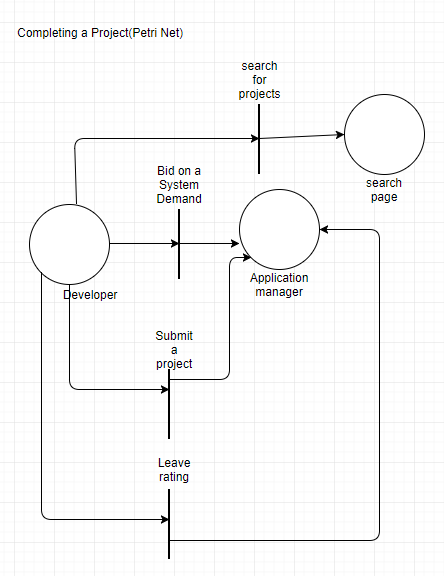 Completing a Project(Petri Net)
search
for
projects
Bid on a
System
Demand
search
page
Developer
Application
manager
Submit
a
project
Leave
rating